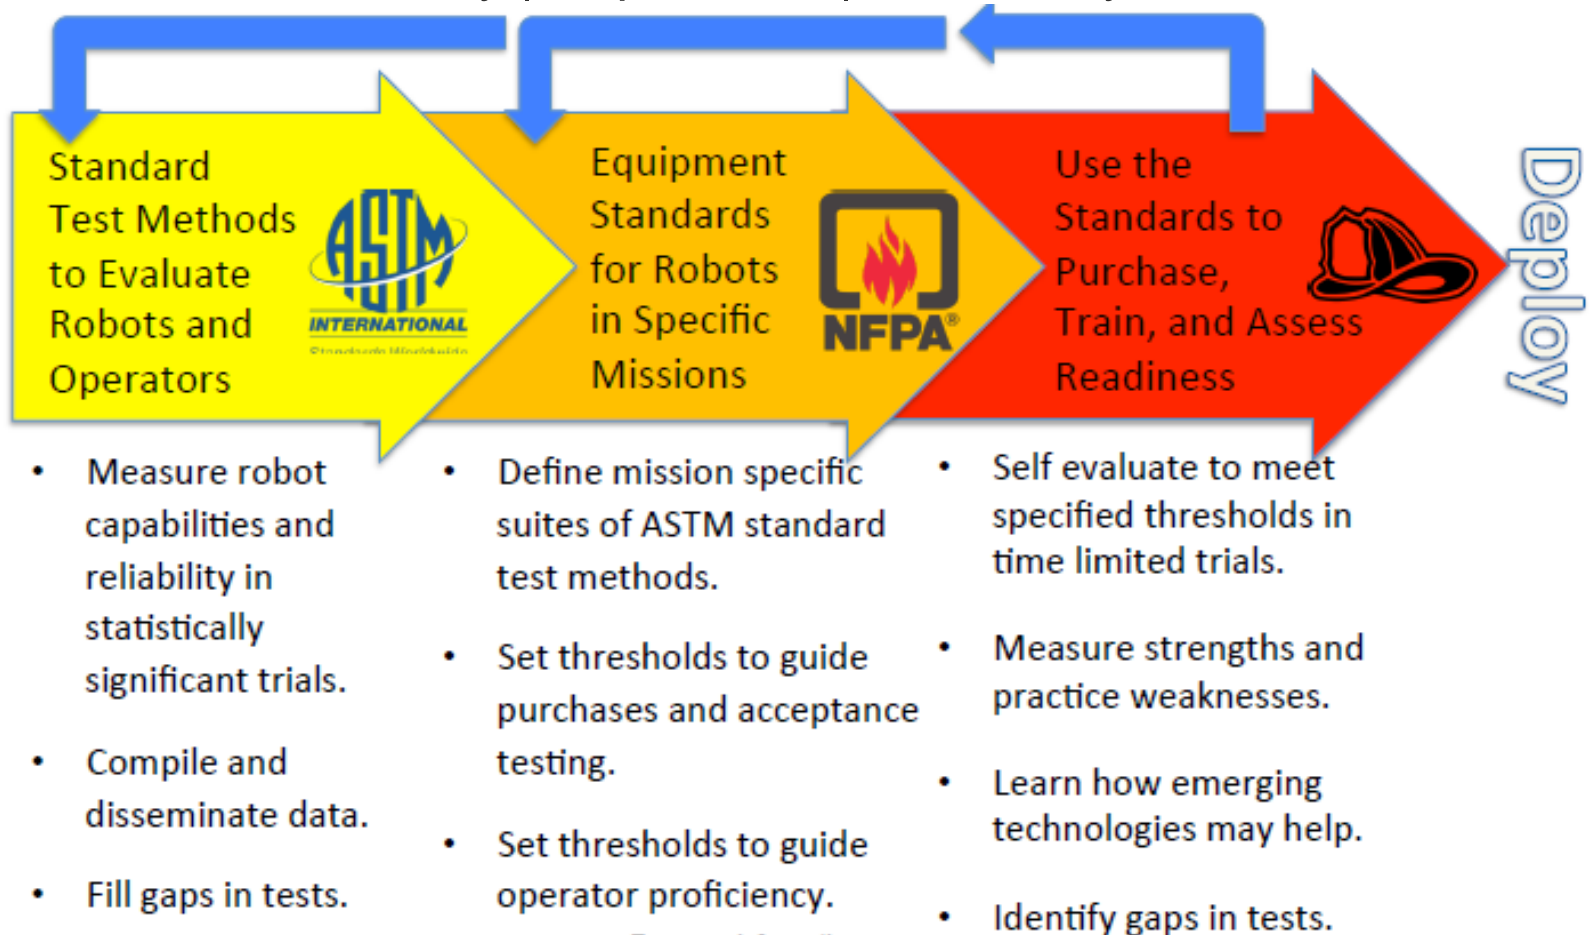 Standard
Test Methods
to Evaluate
Robots and
Operators
ASTM
INTERNATIONAL
Equipment
Standards
for Robots
in Specific
Missions
NFPA®
Use the
Standards to
Purchase,
Train, and Assess
Readiness
Deploy
• Measure robot
capabilities and
reliability in
statistically
significant trials.
• Compile and
disseminate data.
• Fill gaps in tests.
• Define mission specific
suites of ASTM standard
test methods.
• Set thresholds to guide
purchases and acceptance
testing.
• Set thresholds to guide
operator proficiency.
• Self evaluate to meet
specified thresholds in
time limited trials.
• Measure strengths and
practice weaknesses.
• Learn how emerging
technologies may help.
• Identify gaps in tests.